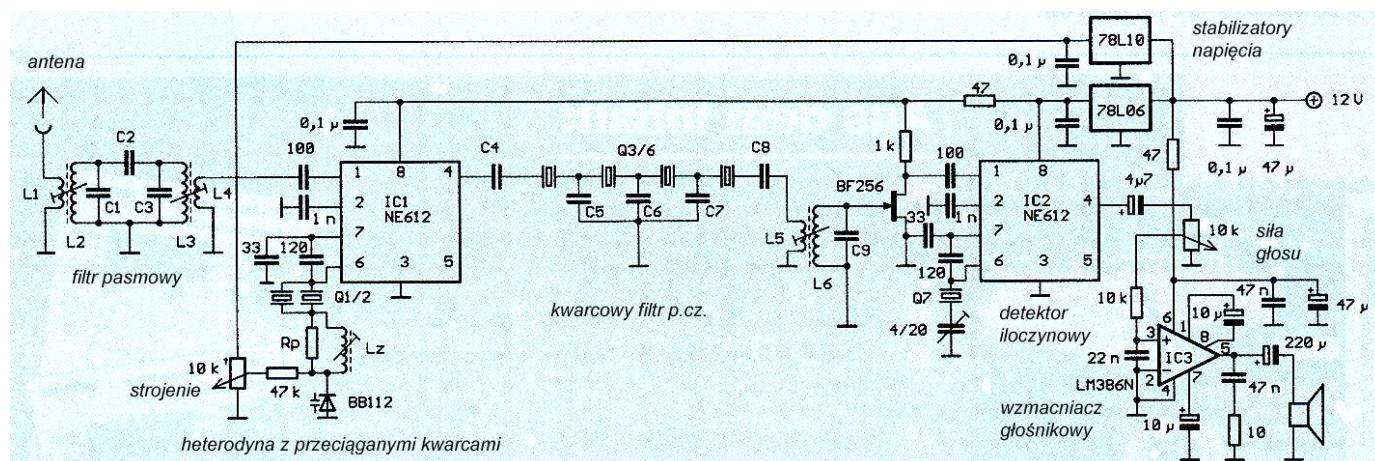 antena
L1
L2
C1
C2
C3
L3
L4
filtr pasmowy
100
0,1 µ
1 n
33
120
1
2
7
6
8
3
4
5
IC1
NE612
Q1/2
Rp
Lz
10 k
strojenie
47 k
BB112
heterodyna z przeciąganymi kwarcami
C4
Q3/6
C5
C6
C7
C8
kwarcowy filtr p.cz.
L5
L6
C9
BF256
1 k
47
100
1 n
33
120
Q7
4/20
1
2
7
6
8
3
4
5
IC2
NE612
detektor
iloczynowy
0,1 µ
78L10
0,1 µ
78L06
stabilizatory
napięcia
12 V
0,1 µ
47 µ
47
4µ7
10 k
siła
głosu
10 k
22 n
3
2
6
1
8
5
7
4
+
−
IC3
LM386N
10 µ
47 n
47 µ
220 µ
47 n
10
10 µ
wzmacniacz
głośnikowy